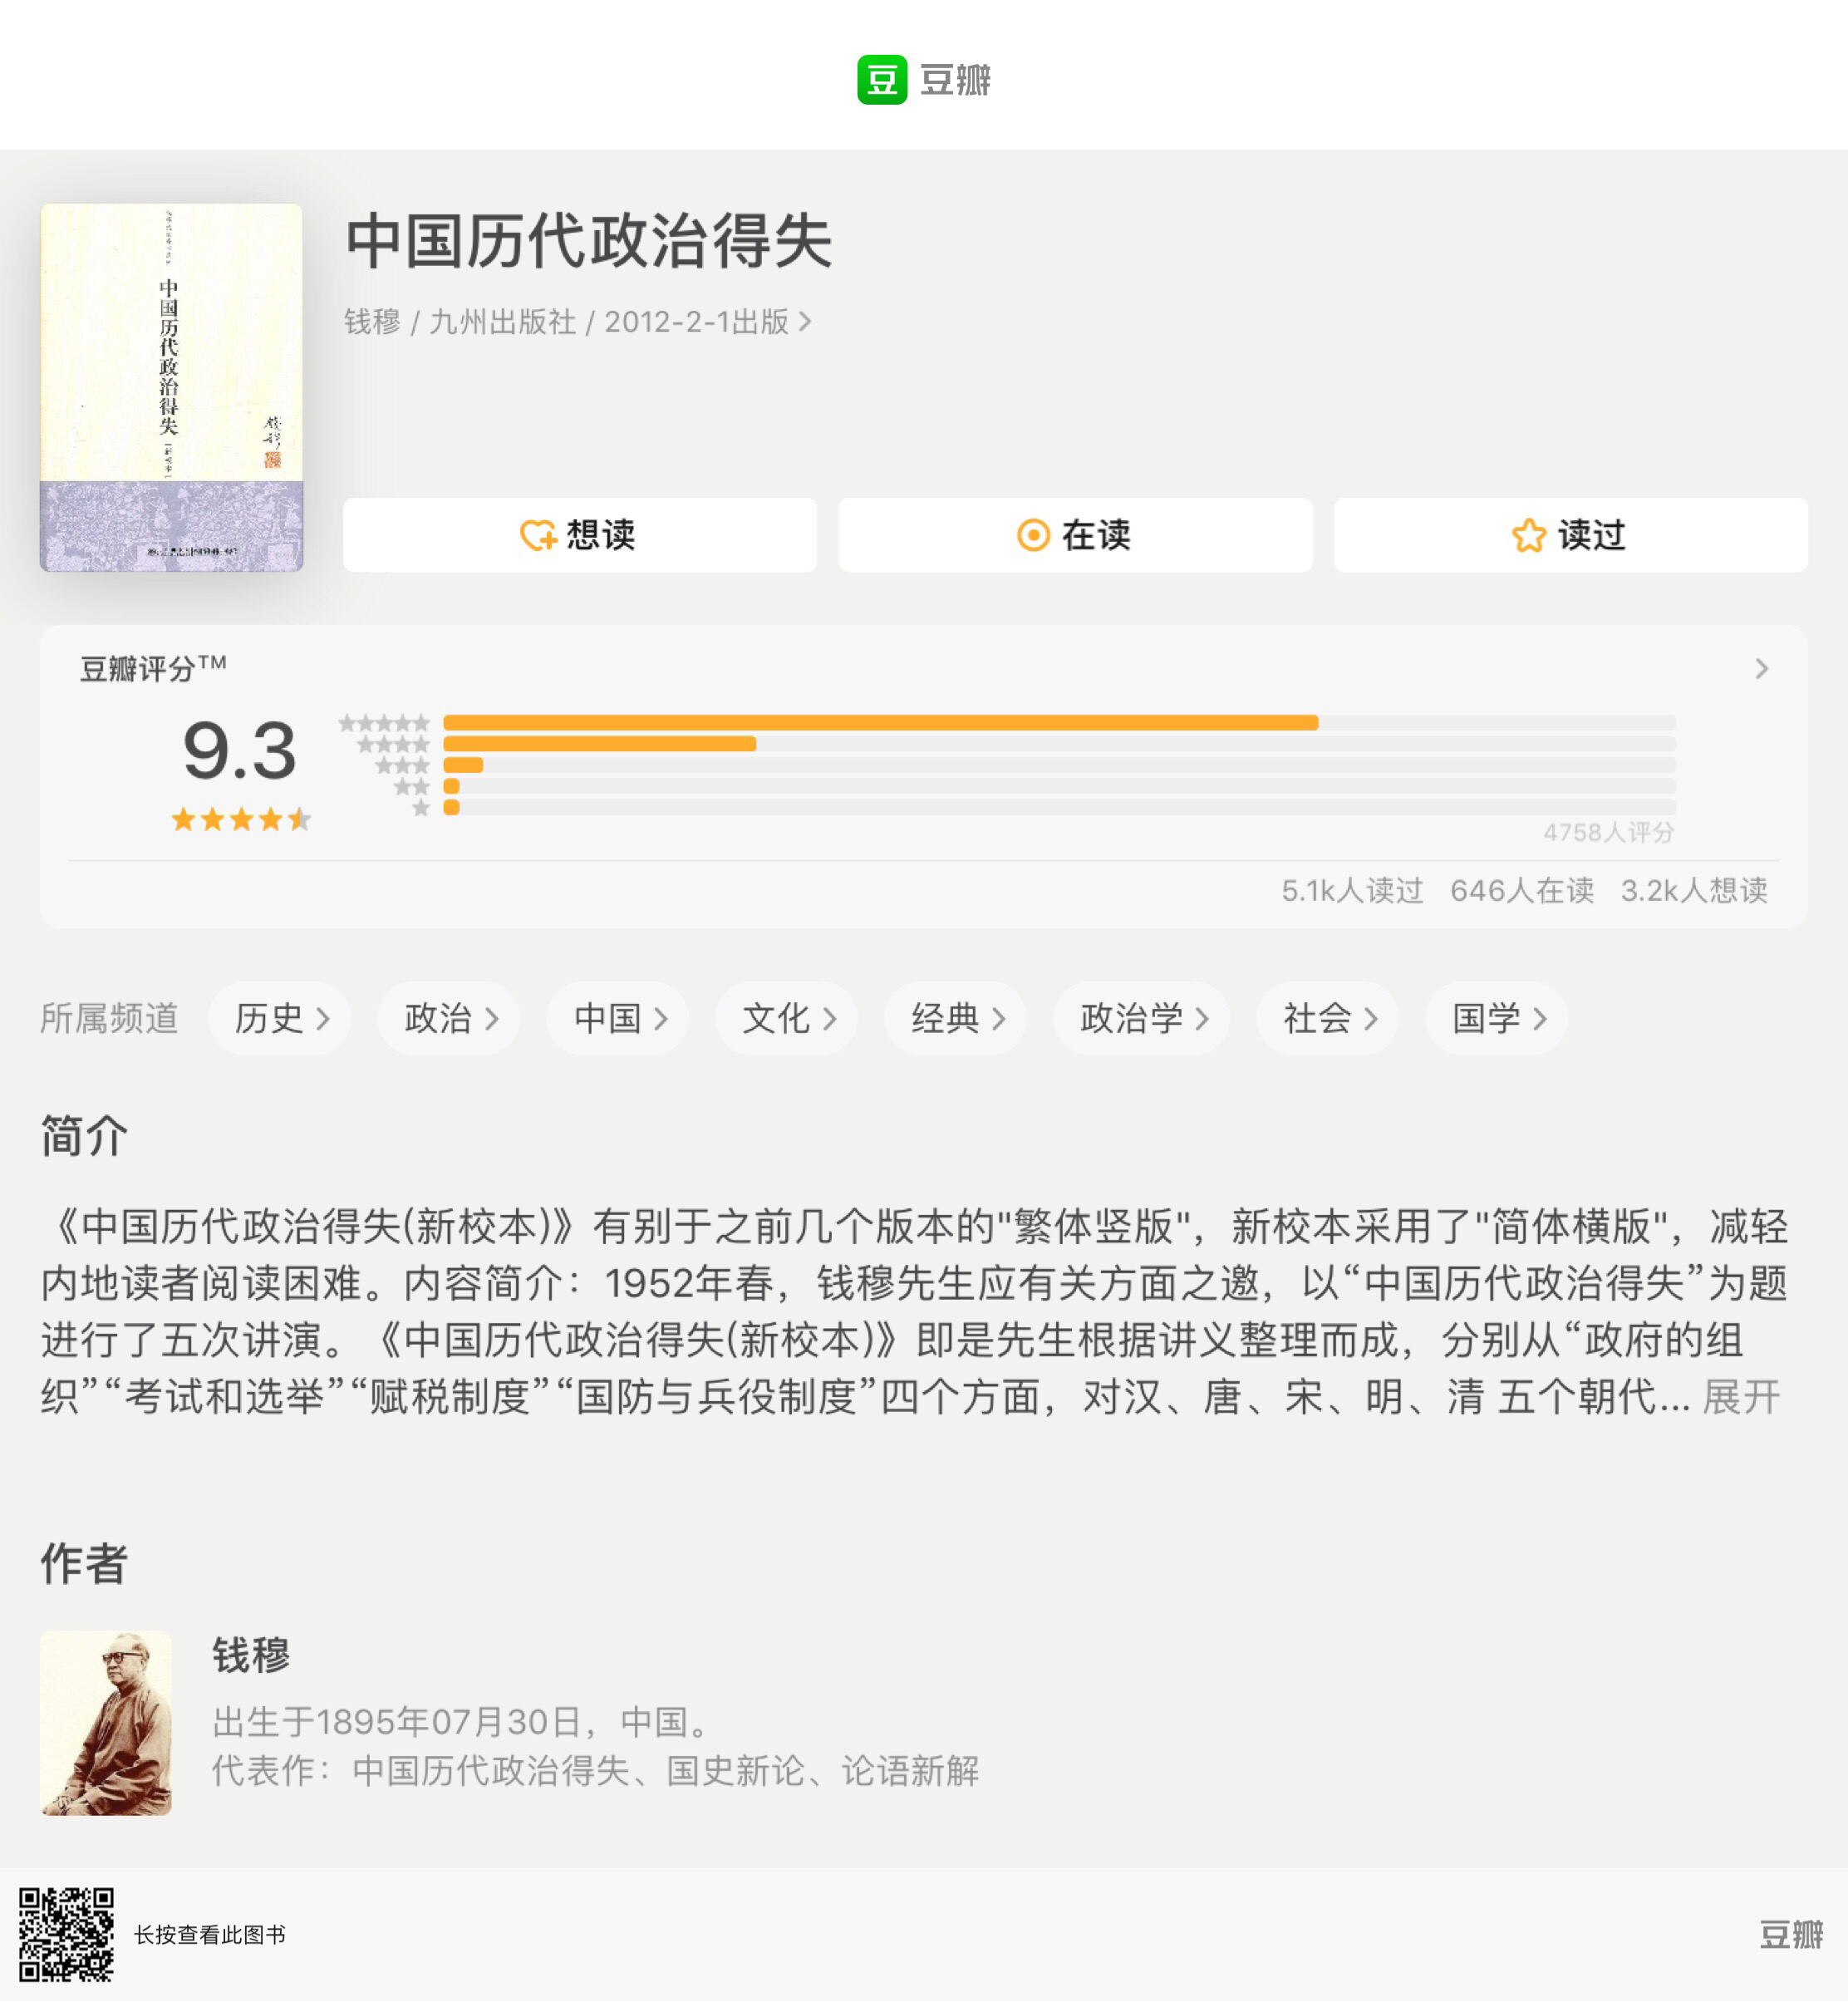 豆 豆瓣
中国历代政治得失
钱穆 / 九州出版社 / 2012-2-1出版
中国历代政治得失
钱穆
想读 在读 读过
豆瓣评分TM
9.3
4758人评分
5.1k人读过 646人在读 3.2k人想读
所属频道 历史 政治 中国 文化 经典 政治学 社会 国学
简介
《中国历代政治得失(新校本)》有别于之前几个版本的"繁体竖版"，新校本采用了"简体横版"，减轻
内地读者阅读困难。内容简介：1952年春，钱穆先生应有关方面之邀，以“中国历代政治得失”为题
进行了五次讲演。《中国历代政治得失(新校本)》即是先生根据讲义整理而成，分别从“政府的组
织”“考试和选举”“赋税制度”“国防与兵役制度”四个方面，对汉、唐、宋、明、清 五个朝代... 展开
作者
钱穆
出生于1895年07月30日，中国。
代表作：中国历代政治得失、国史新论、论语新解
长按查看此图书
豆瓣